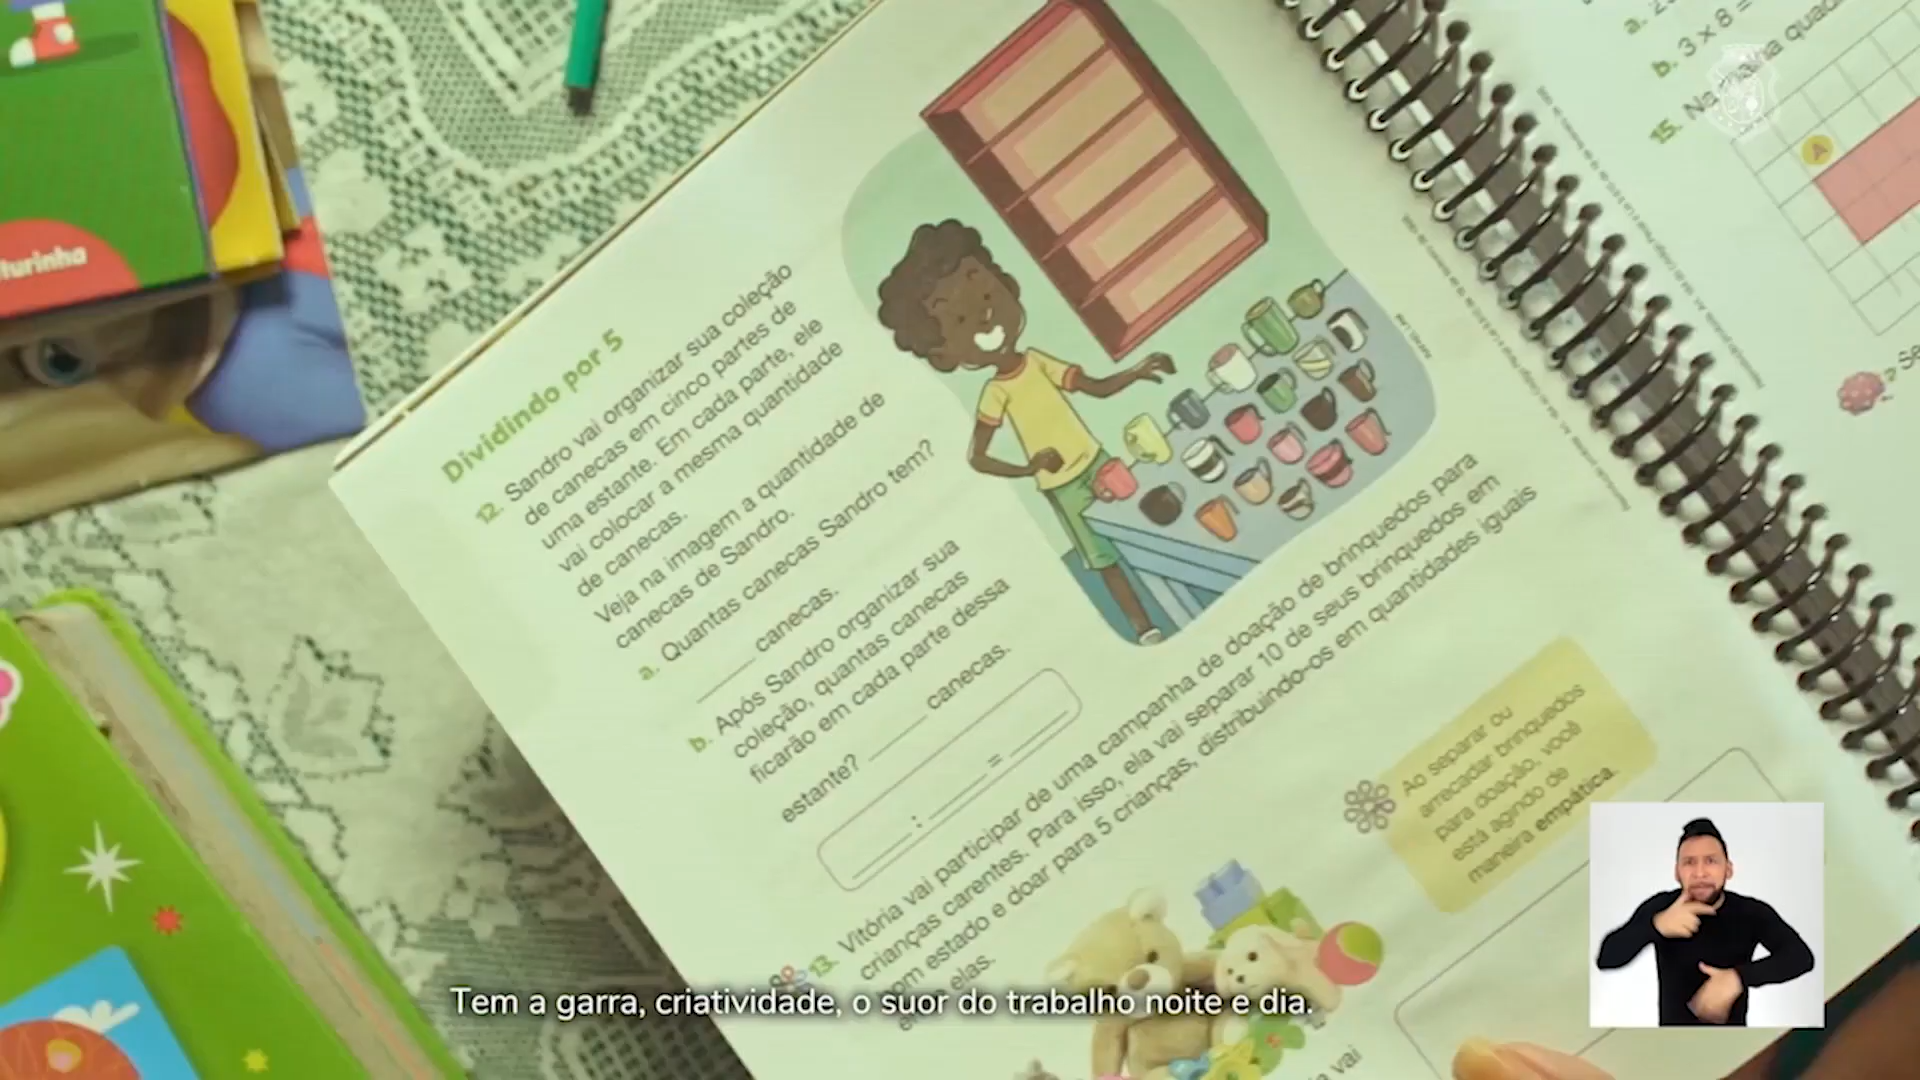 turinha
Dividindo por 5
12. Sandro vai organizar sua coleção
de canecas em cinco partes de
uma estante. Em cada parte, ele
vai colocar a mesma quantidade
de canecas.
Veja na imagem a quantidade de
canecas de Sandro.
a. Quantas canecas Sandro tem?
canecas.
b. Após Sandro organizar sua
coleção, quantas canecas
ficarão em cada parte dessa
estante? canecas.
: =
13. Vitória vai participar de uma campanha de doação de brinquedos para
crianças carentes. Para isso, ela vai separar 10 de seus brinquedos em
bom estado e doar para 5 crianças, distribuindo-os em quantidades iguais
elas.
Ao separar ou
arrecadar brinquedos
para doação, você
está agindo de
maneira empática.
vai
a. 2
b. 3 x 8 =
15. Na malha quad
A
Tem a garra, criatividade, o suor do trabalho noite e dia.